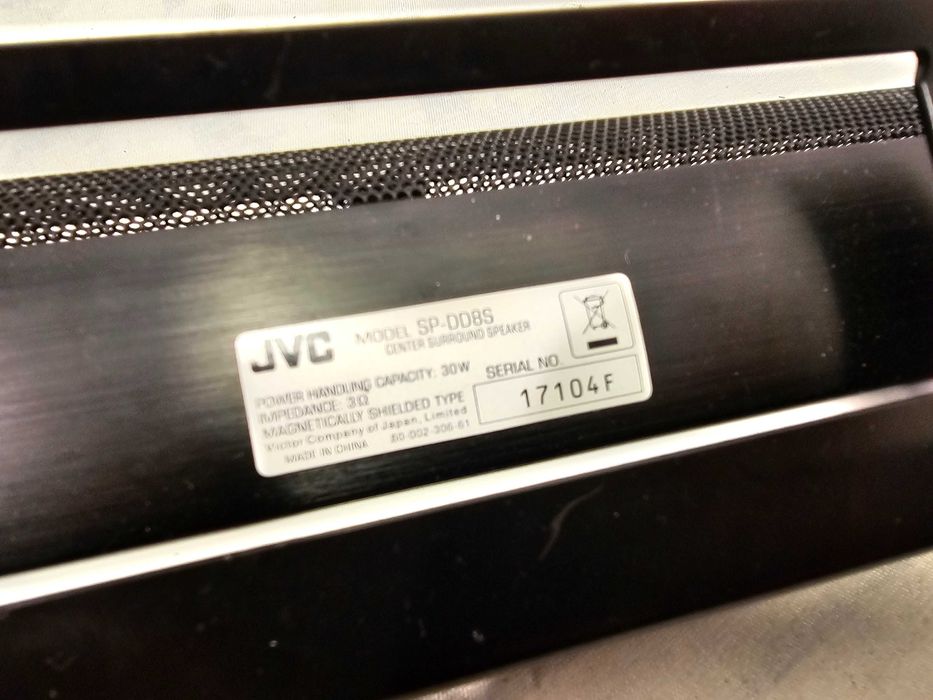 JVC
MODEL SP-DD8S
CENTER SURROUND SPEAKER
POWER HANDLING CAPACITY: 30W
IMPEDANCE: 3Ω
MAGNETICALLY SHIELDED TYPE
Victor Company of Japan, Limited
MADE IN CHINA
SERIAL NO.
17104F